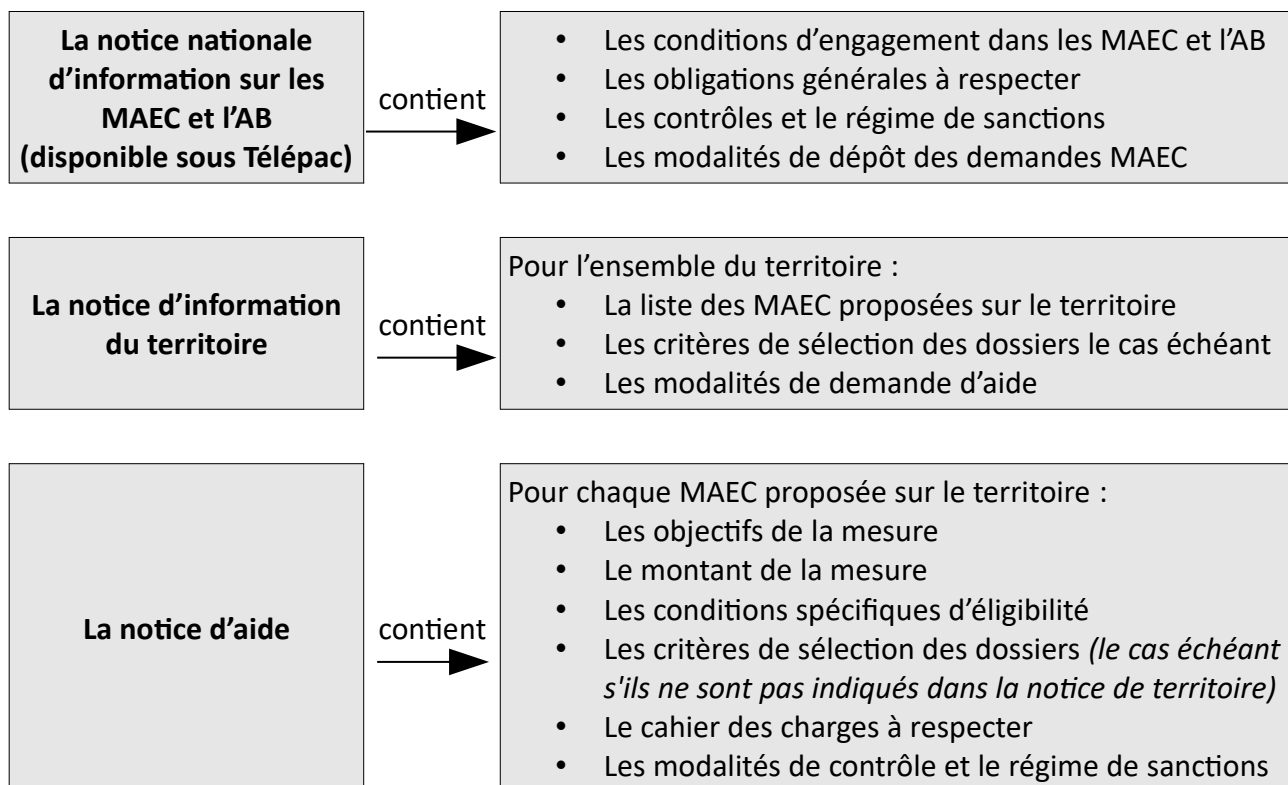 La notice nationale
d’information sur les
MAEC et l’AB
(disponible sous Télépac)
contient
• Les conditions d’engagement dans les MAEC et l’AB
• Les obligations générales à respecter
• Les contrôles et le régime de sanctions
• Les modalités de dépôt des demandes MAEC
La notice d’information
du territoire
contient
Pour l’ensemble du territoire :
• La liste des MAEC proposées sur le territoire
• Les critères de sélection des dossiers le cas échéant
• Les modalités de demande d’aide
La notice d’aide
contient
Pour chaque MAEC proposée sur le territoire :
• Les objectifs de la mesure
• Le montant de la mesure
• Les conditions spécifiques d’éligibilité
• Les critères de sélection des dossiers (le cas échéant
s'ils ne sont pas indiqués dans la notice de territoire)
• Le cahier des charges à respecter
• Les modalités de contrôle et le régime de sanctions